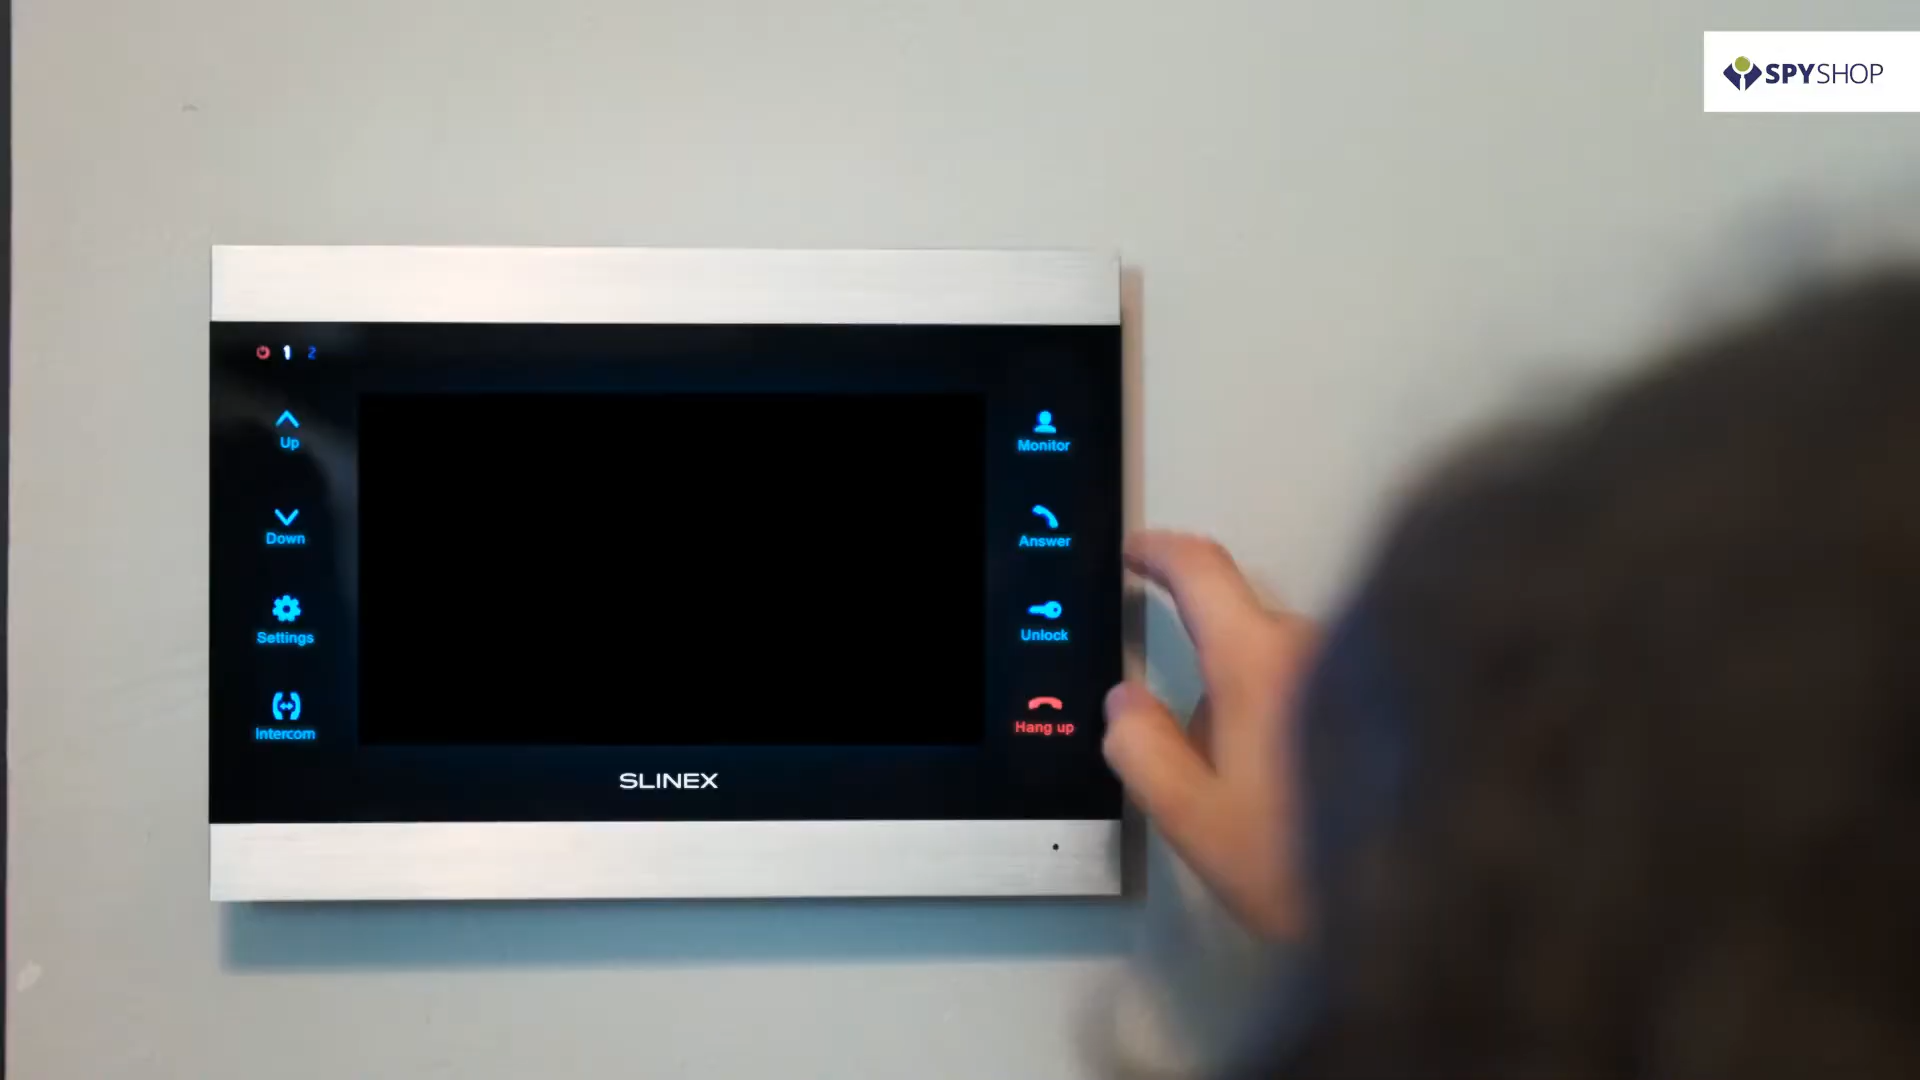 SPYSHOP
1 2
Up
Monitor
Down
Answer
Settings
Unlock
Intercom
Hang up
SLINEX